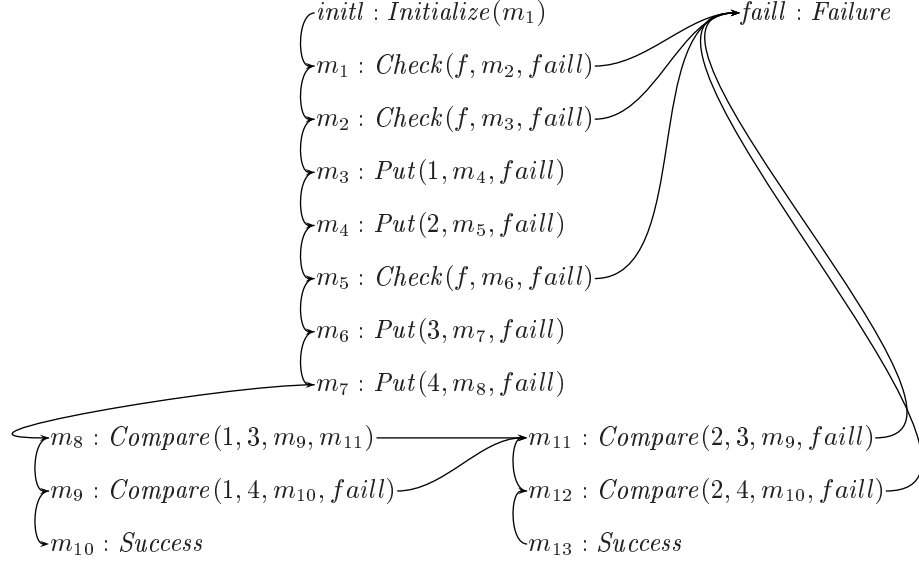 initl : Initialize(m₁) faill : Failure
m₁ : Check(f, m₂, faill)
m₂ : Check(f, m₃, faill)
m₃ : Put(1, m₄, faill)
m₄ : Put(2, m₅, faill)
m₅ : Check(f, m₆, faill)
m₆ : Put(3, m₇, faill)
m₇ : Put(4, m₈, faill)
m₈ : Compare(1, 3, m₉, m₁₁) m₁₁ : Compare(2, 3, m₉, faill)
m₉ : Compare(1, 4, m₁₀, faill) m₁₂ : Compare(2, 4, m₁₀, faill)
m₁₀ : Success m₁₃ : Success